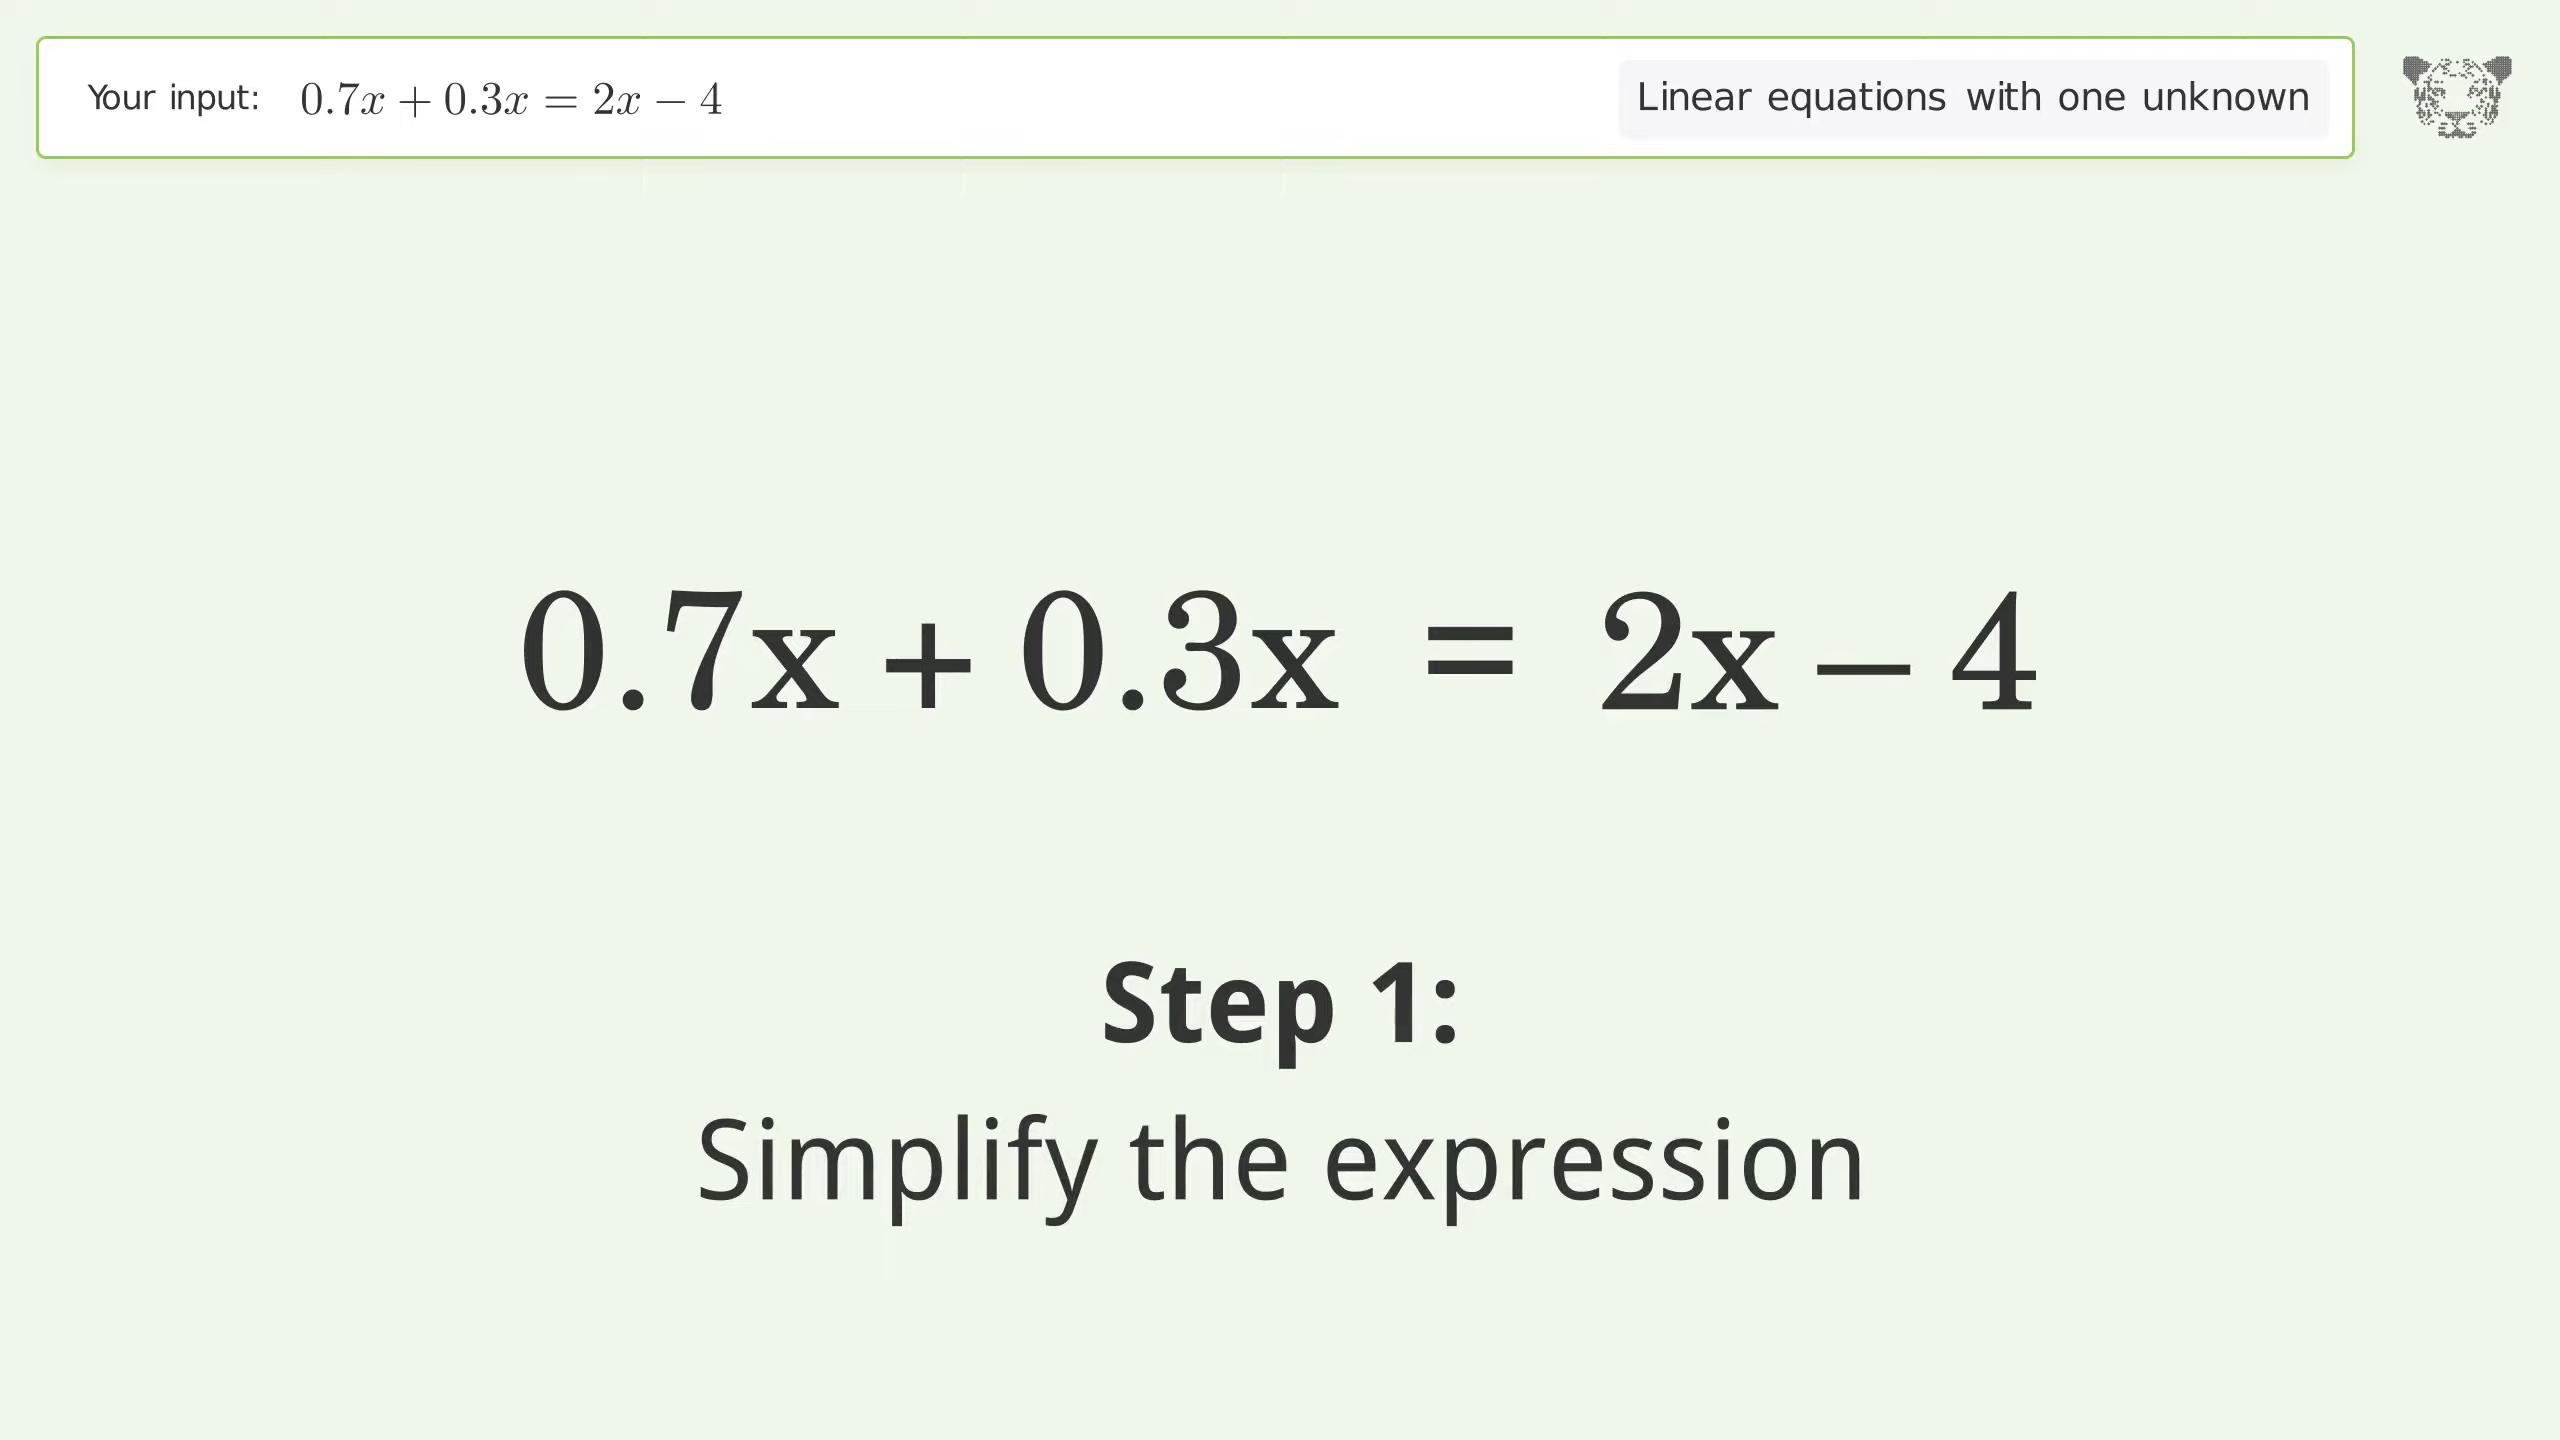 Your input: 0.7x + 0.3x = 2x − 4
Linear equations with one unknown
0.7x + 0.3x = 2x − 4
Step 1:
Simplify the expression